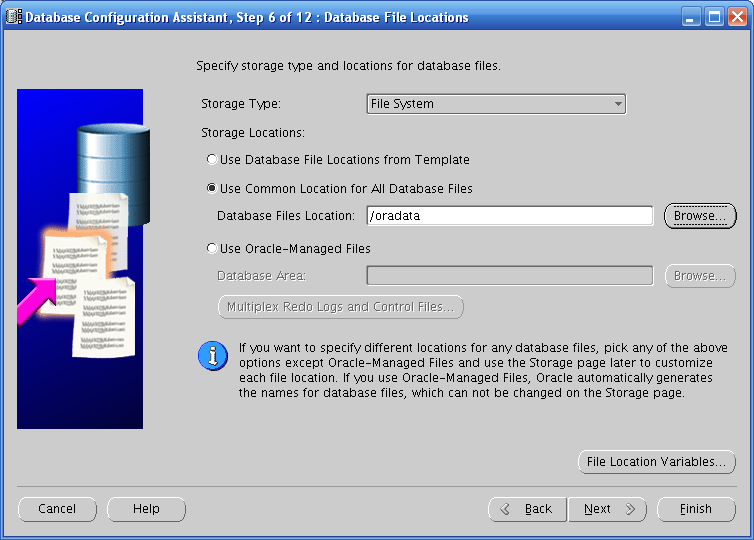 Database Configuration Assistant, Step 6 of 12 : Database File Locations
Specify storage type and locations for database files.
Storage Type: File System
Storage Locations:
Use Database File Locations from Template
Use Common Location for All Database Files
Database Files Location: /oradata Browse...
Use Oracle-Managed Files
Database Area: Browse...
Multiplex Redo Logs and Control Files...
If you want to specify different locations for any database files, pick any of the above
options except Oracle-Managed Files and use the Storage page later to customize
each file location. If you use Oracle-Managed Files, Oracle automatically generates
the names for database files, which can not be changed on the Storage page.
File Location Variables...
Cancel Help Back Next Finish